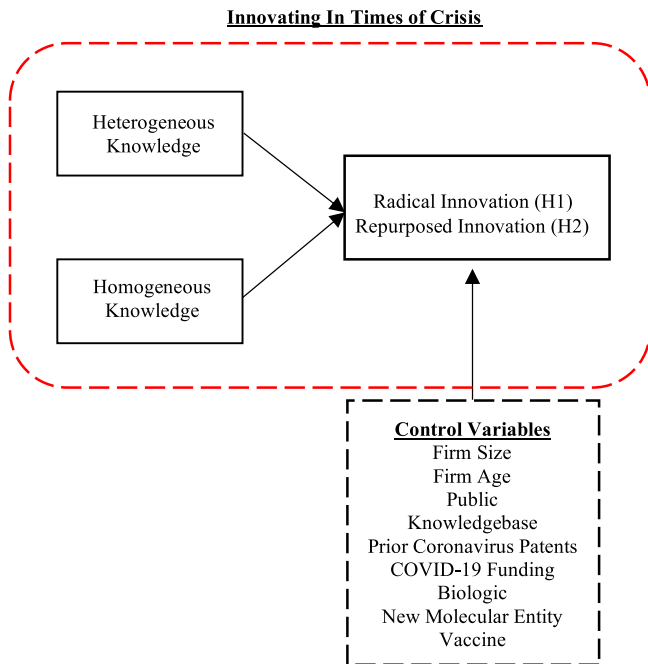 Innovating In Times of Crisis
Heterogeneous
Knowledge
Radical Innovation (H1)
Repurposed Innovation (H2)
Homogeneous
Knowledge
Control Variables
Firm Size
Firm Age
Public
Knowledgebase
Prior Coronavirus Patents
COVID-19 Funding
Biologic
New Molecular Entity
Vaccine